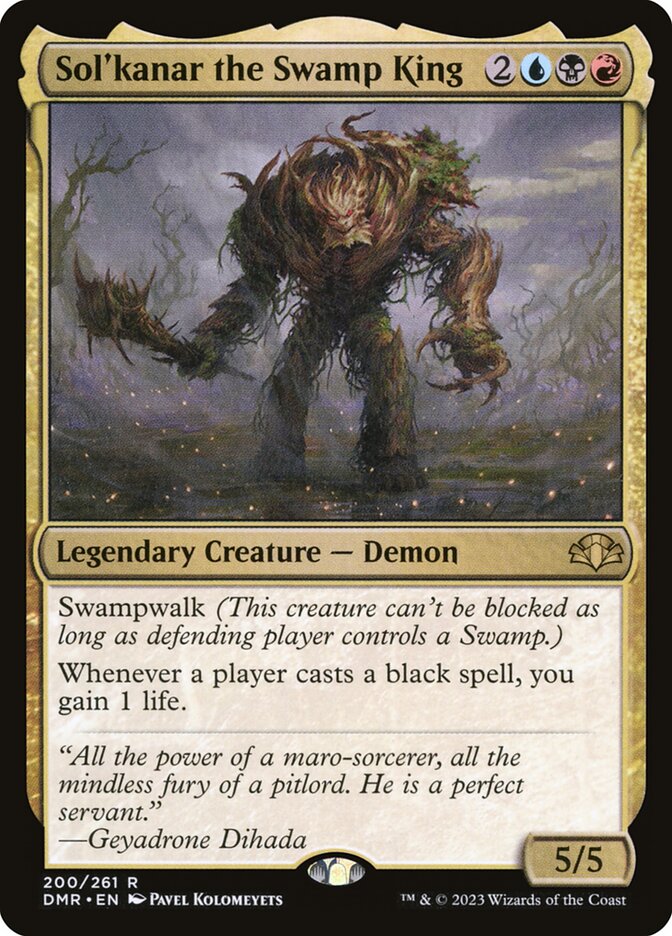 Sol'kanar the Swamp King 2
Legendary Creature — Demon
Swampwalk (This creature can't be blocked as
long as defending player controls a Swamp.)
Whenever a player casts a black spell, you
gain 1 life.
“All the power of a maro-sorcerer, all the
mindless fury of a pitlord. He is a perfect
servant.”
—Geyadrone Dihada
5/5
200/261 R
DMR • EN Pavel Kolomeyets
™ & © 2023 Wizards of the Coast